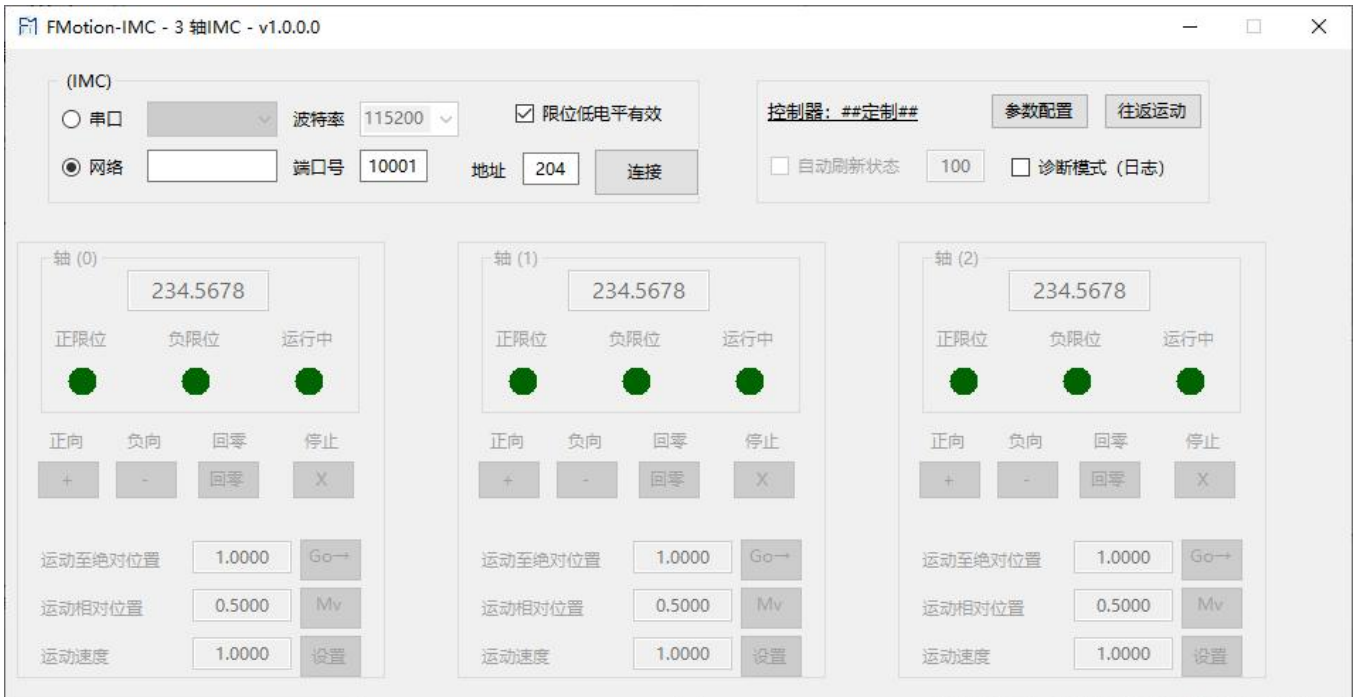 FMotion-IMC - 3 轴IMC - v1.0.0.0
(IMC)
串口 波特率 115200 限位低电平有效
网络 端口号 10001 地址 204 连接
控制器：##定制## 参数配置 往返运动
自动刷新状态 100 诊断模式（日志）
轴 (0)
234.5678
正限位 负限位 运行中
正向 负向 回零 停止
+ - 回零 X
运动至绝对位置 1.0000 Go→
运动相对位置 0.5000 Mv
运动速度 1.0000 设置
轴 (1)
234.5678
正限位 负限位 运行中
正向 负向 回零 停止
+ - 回零 X
运动至绝对位置 1.0000 Go→
运动相对位置 0.5000 Mv
运动速度 1.0000 设置
轴 (2)
234.5678
正限位 负限位 运行中
正向 负向 回零 停止
+ - 回零 X
运动至绝对位置 1.0000 Go→
运动相对位置 0.5000 Mv
运动速度 1.0000 设置